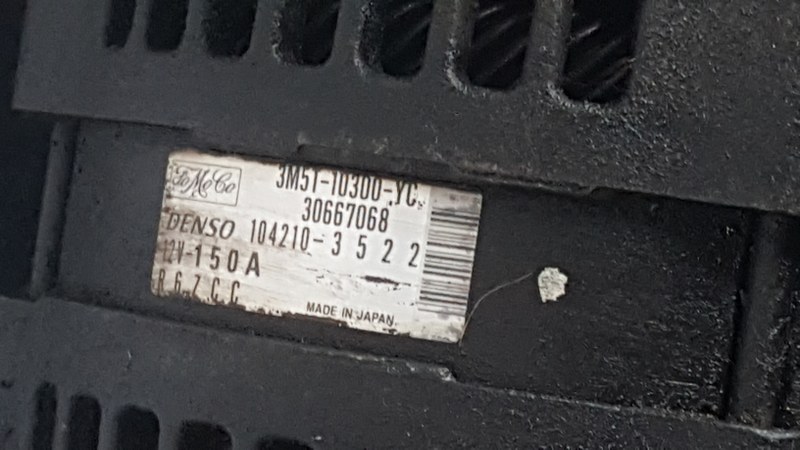 FoMoCo
3M5T-10300-YC
30667068
DENSO 104210-3522
12V-150A
R6ZCC
MADE IN JAPAN.